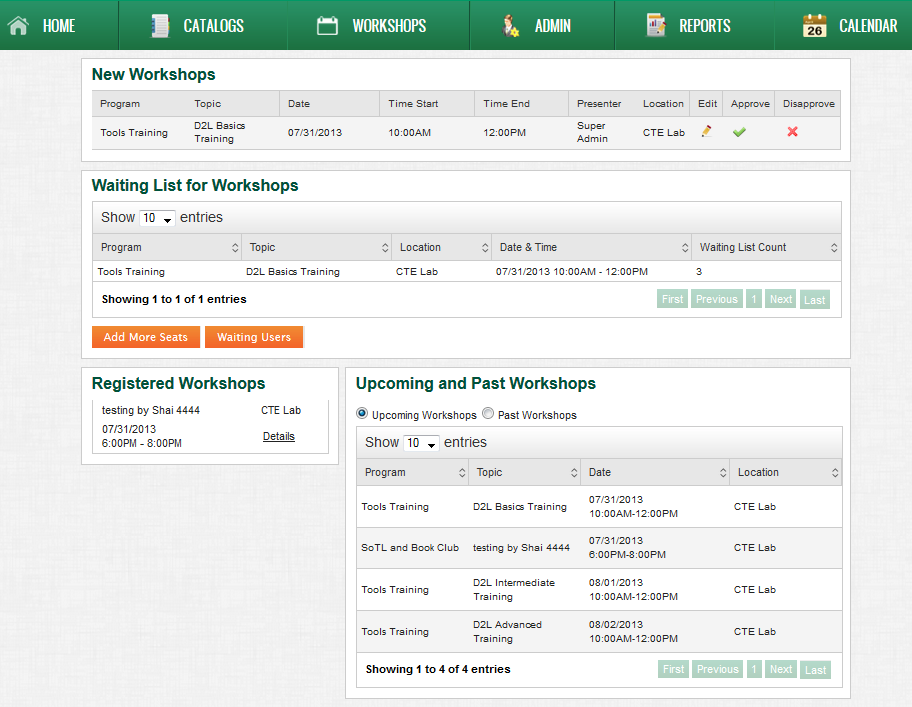 HOME CATALOGS WORKSHOPS ADMIN REPORTS 26 CALENDAR
New Workshops
Program Topic Date Time Start Time End Presenter Location Edit Approve Disapprove
Tools Training D2L Basics Training 07/31/2013 10:00AM 12:00PM Super Admin CTE Lab
Waiting List for Workshops
Show 10 entries
Program Topic Location Date & Time Waiting List Count
Tools Training D2L Basics Training CTE Lab 07/31/2013 10:00AM - 12:00PM 3
Showing 1 to 1 of 1 entries First Previous 1 Next Last
Add More Seats Waiting Users
Registered Workshops
testing by Shai 4444 CTE Lab
07/31/2013
6:00PM - 8:00PM Details
Upcoming and Past Workshops
Upcoming Workshops Past Workshops
Show 10 entries
Program Topic Date Location
Tools Training D2L Basics Training 07/31/2013 10:00AM-12:00PM CTE Lab
SoTL and Book Club testing by Shai 4444 07/31/2013 6:00PM-8:00PM CTE Lab
Tools Training D2L Intermediate Training 08/01/2013 10:00AM-12:00PM CTE Lab
Tools Training D2L Advanced Training 08/02/2013 10:00AM-12:00PM CTE Lab
Showing 1 to 4 of 4 entries First Previous 1 Next Last